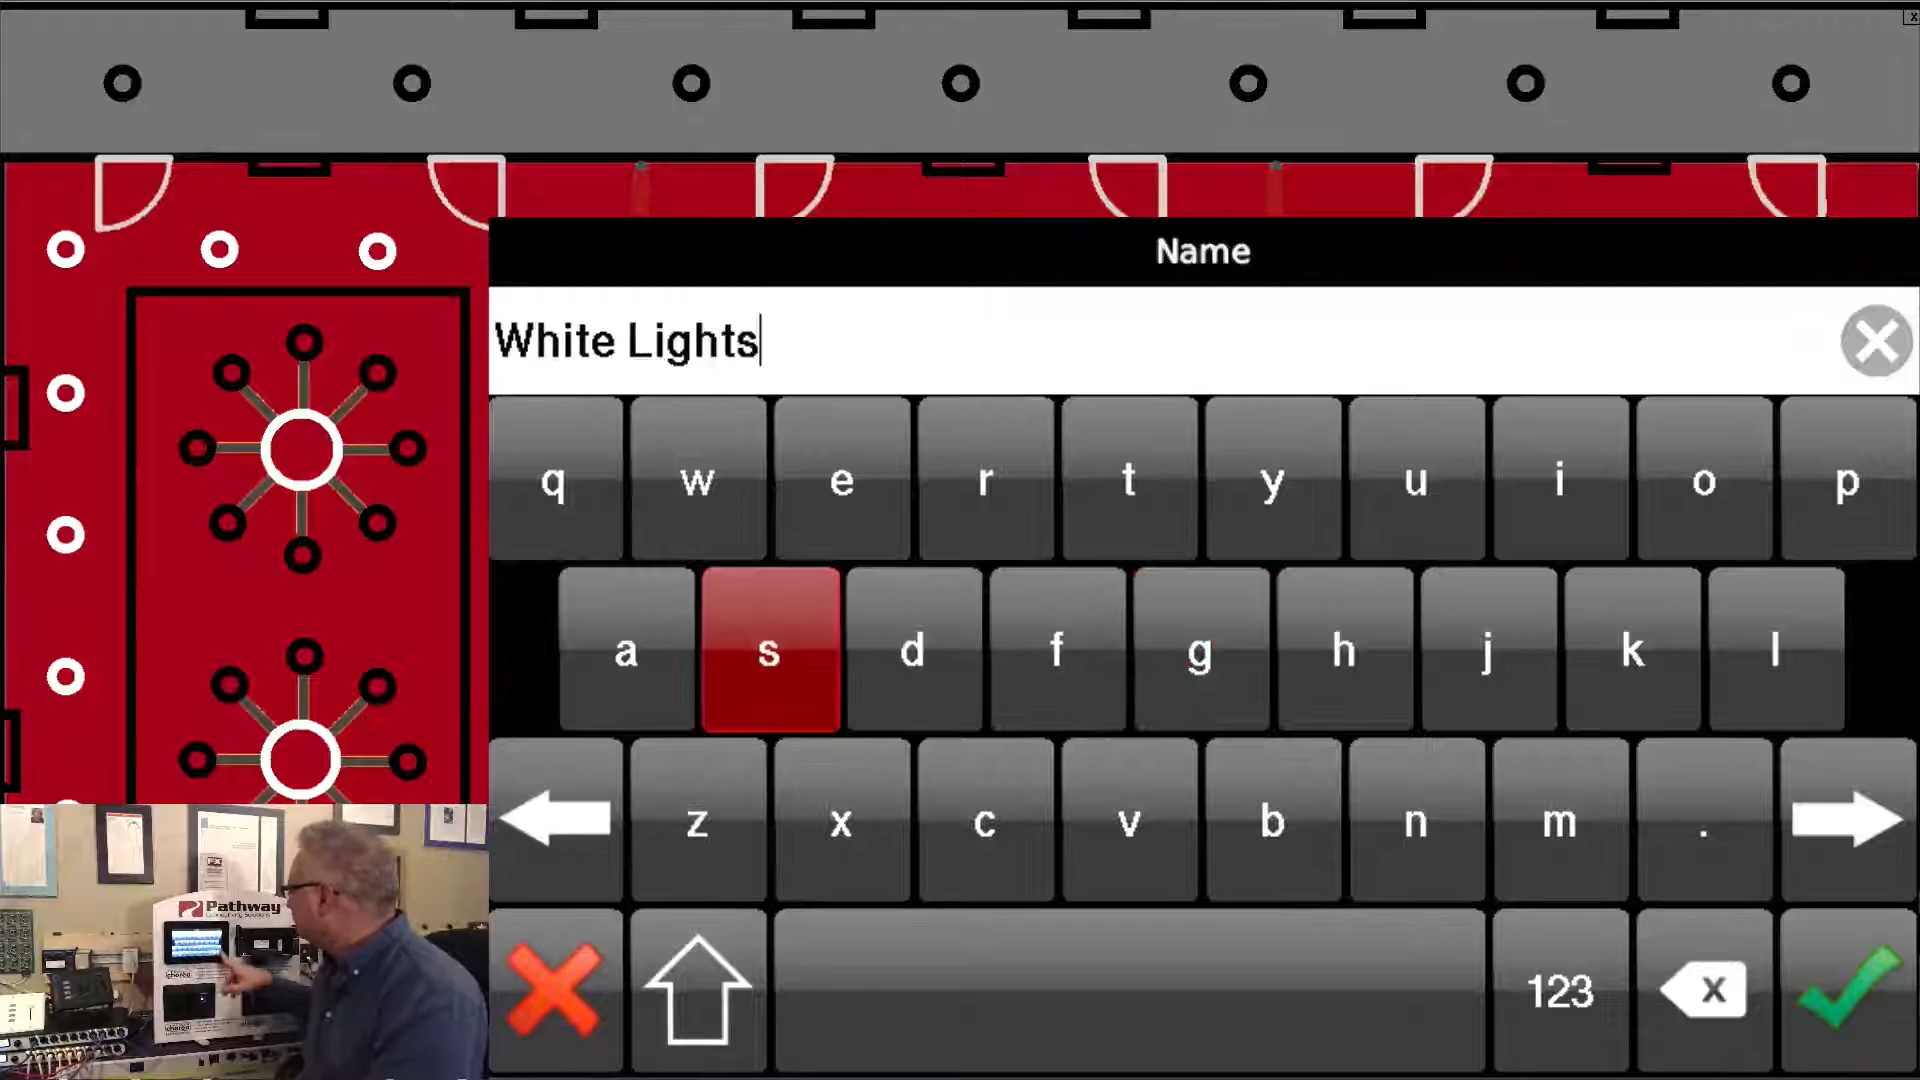 x
Name
White Lights
q w e r t y u i o p
a s d f g h j k l
z x c v b n m .
123 x
Pathway